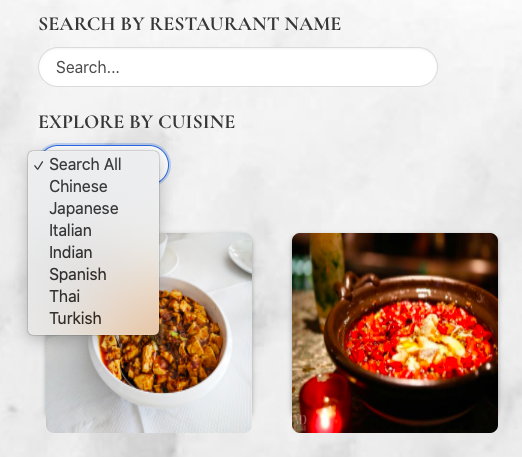 SEARCH BY RESTAURANT NAME
Search...
EXPLORE BY CUISINE
✓ Search All
Chinese
Japanese
Italian
Indian
Spanish
Thai
Turkish